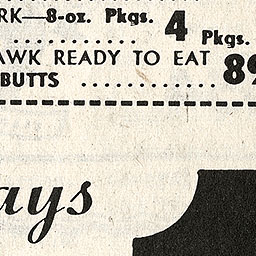 RK—8-oz. Pkgs. 4 Pkgs.
AWK READY TO EAT
BUTTS ............ 89
ays